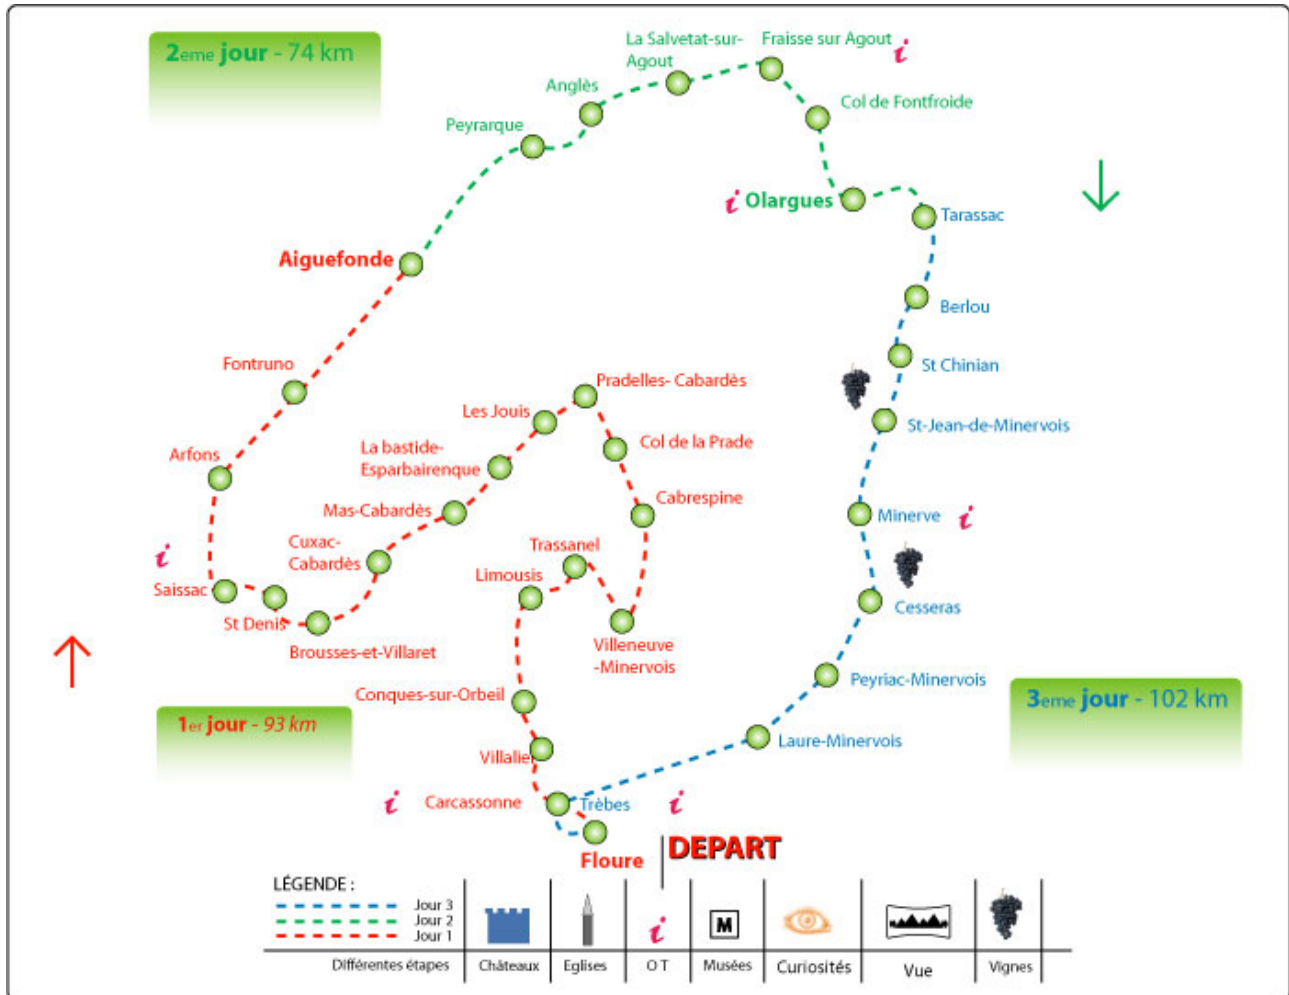 2eme jour - 74 km
La Salvetat-sur-
Agout
Fraisse sur Agout
Anglès
Col de Fontfroide
Peyrarque
Olargues
Tarassac
Aiguefonde
Berlou
Fontruno
St Chinian
Pradelles- Cabardès
Les Jouis
St-Jean-de-Minervois
Arfons
La bastide-
Esparbairenque
Col de la Prade
Mas-Cabardès
Cabrespine
Minerve
Cuxac-
Cabardès
Trassanel
Limousis
Saissac
St Denis
Cesseras
Brousses-et-Villaret
Villeneuve
-Minervois
Peyriac-Minervois
Conques-sur-Orbeil
3eme jour - 102 km
1er jour - 93 km
Laure-Minervois
Villalier
Carcassonne
Trèbes
Floure
DEPART
LÉGENDE :
Jour 3
Jour 2
Jour 1
M
Différentes étapes
Châteaux
Eglises
O T
Musées
Curiosités
Vue
Vignes